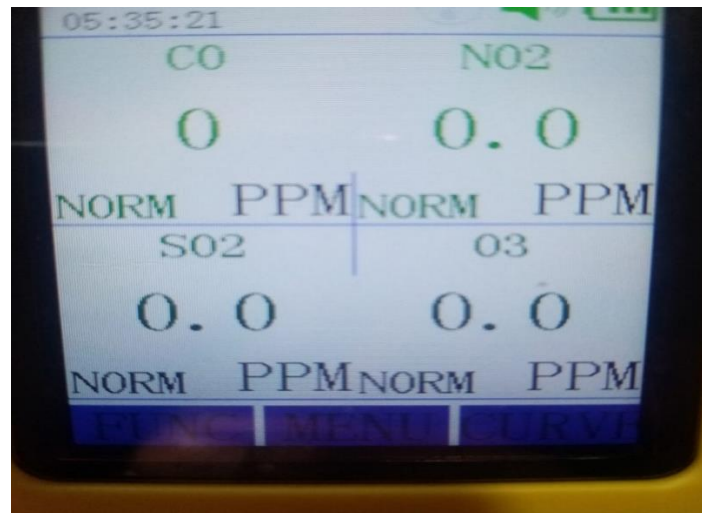 05:35:21
CO NO2
0 0.0
NORM PPM NORM PPM
SO2 O3
0.0 0.0
NORM PPM NORM PPM
FUNC MENU CURVE